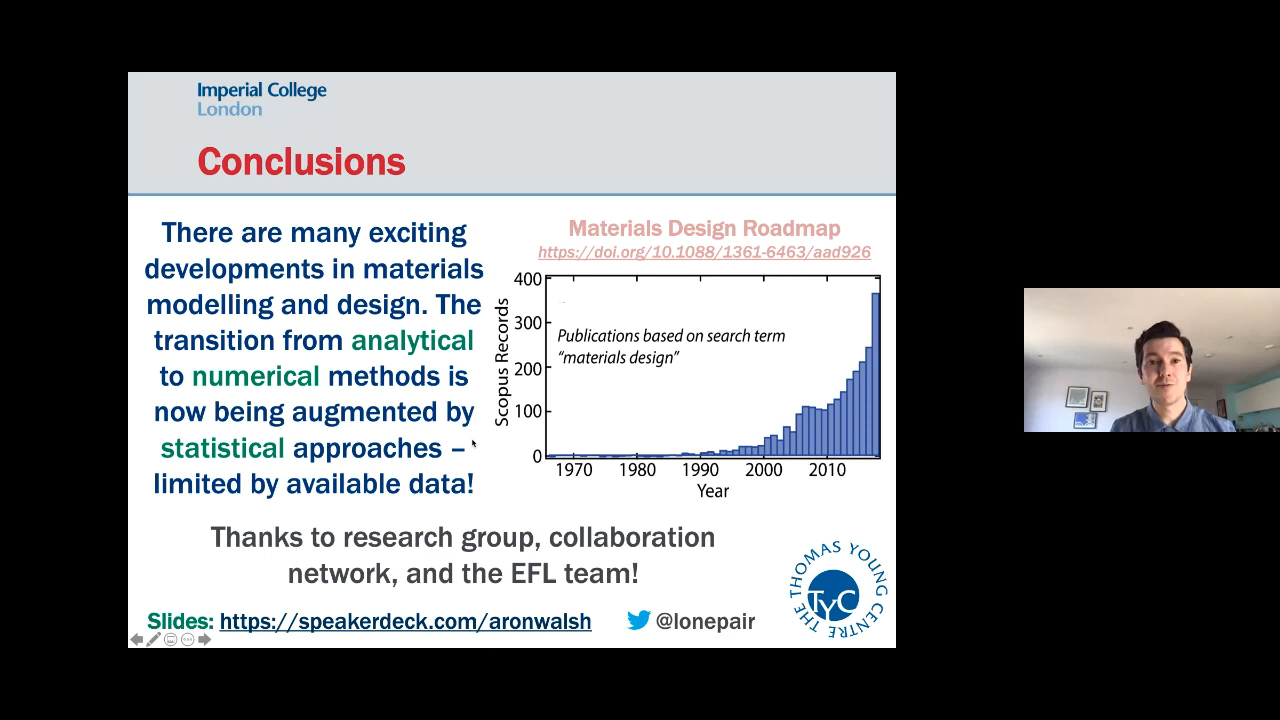 Imperial College
London
Conclusions
There are many exciting
developments in materials
modelling and design. The
transition from analytical
to numerical methods is
now being augmented by
statistical approaches –
limited by available data!
Materials Design Roadmap
https://doi.org/10.1088/1361-6463/aad926
Scopus Records
400
300
200
100
0
Publications based on search term
"materials design"
1970 1980 1990 2000 2010
Year
Thanks to research group, collaboration
network, and the EFL team!
Slides: https://speakerdeck.com/aronwalsh
@lonepair
THE THOMAS YOUNG CENTRE
TyC